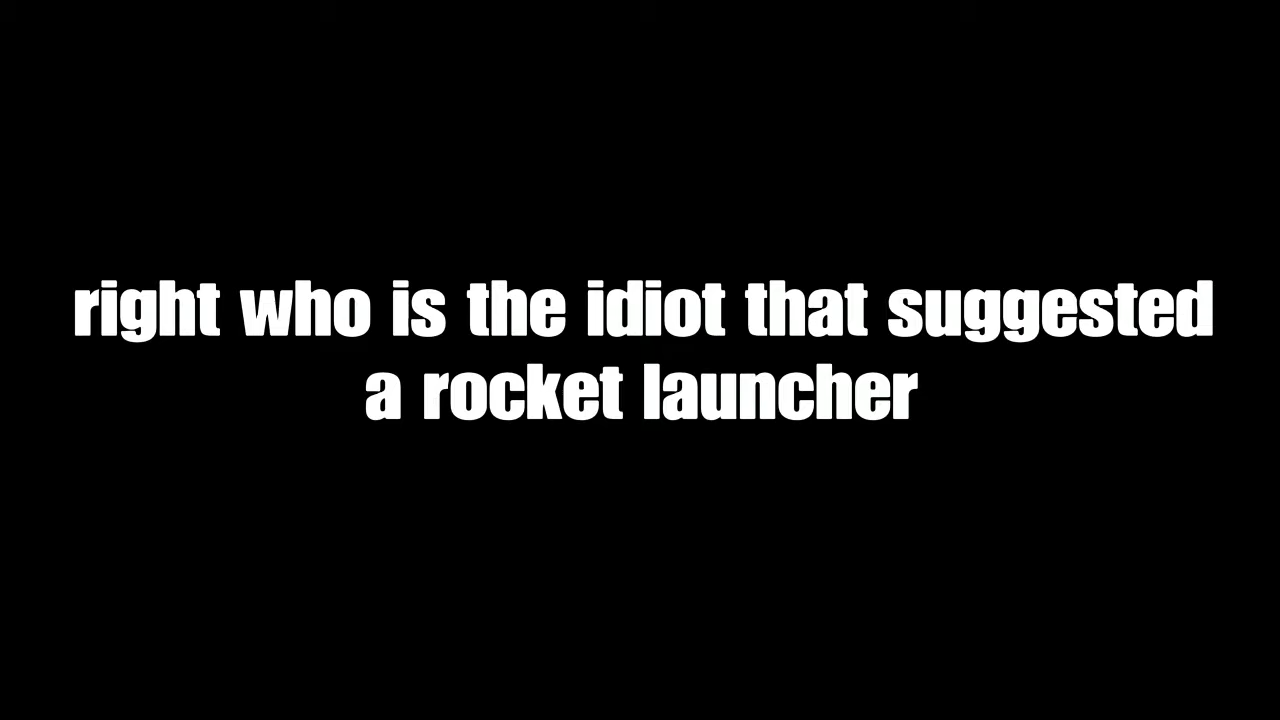 right who is the idiot that suggested
a rocket launcher